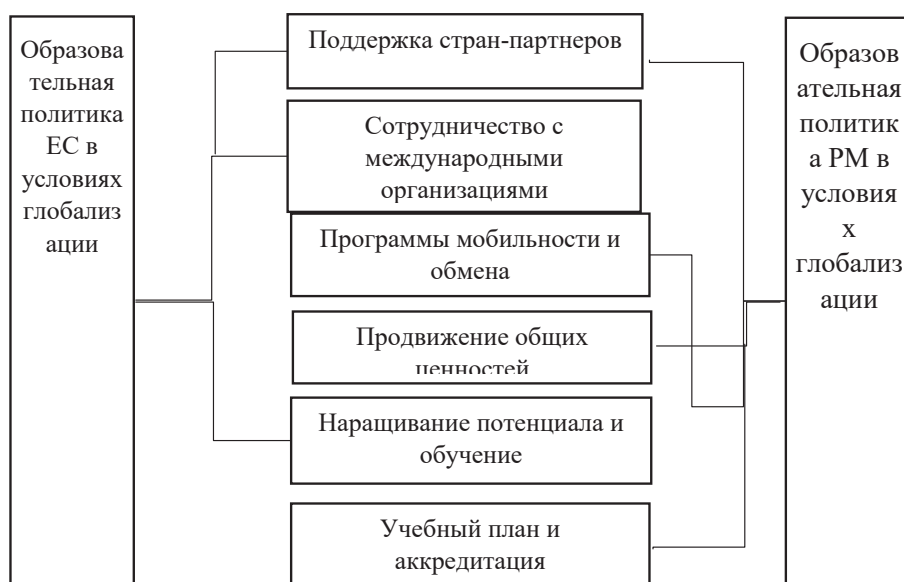 Образова
тельная
политика
ЕС в
условиях
глобализ
ации
Поддержка стран-партнеров
Сотрудничество с
международными
организациями
Программы мобильности и
обмена
Продвижение общих
ценностей
Наращивание потенциала и
обучение
Учебный план и
аккредитация
Образов
ательная
политик
а РМ в
условия
х
глобализ
ации